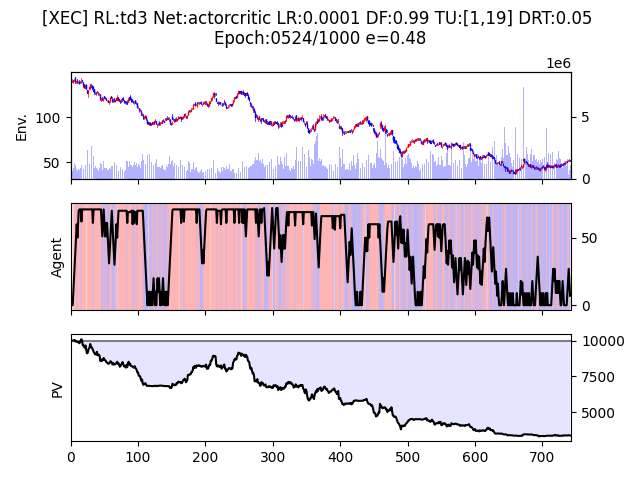 [XEC] RL:td3 Net:actorcritic LR:0.0001 DF:0.99 TU:[1,19] DRT:0.05
Epoch:0524/1000 e=0.48
1e6
Env.
100
50
5
0
Agent
50
0
PV
10000
7500
5000
0 100 200 300 400 500 600 700